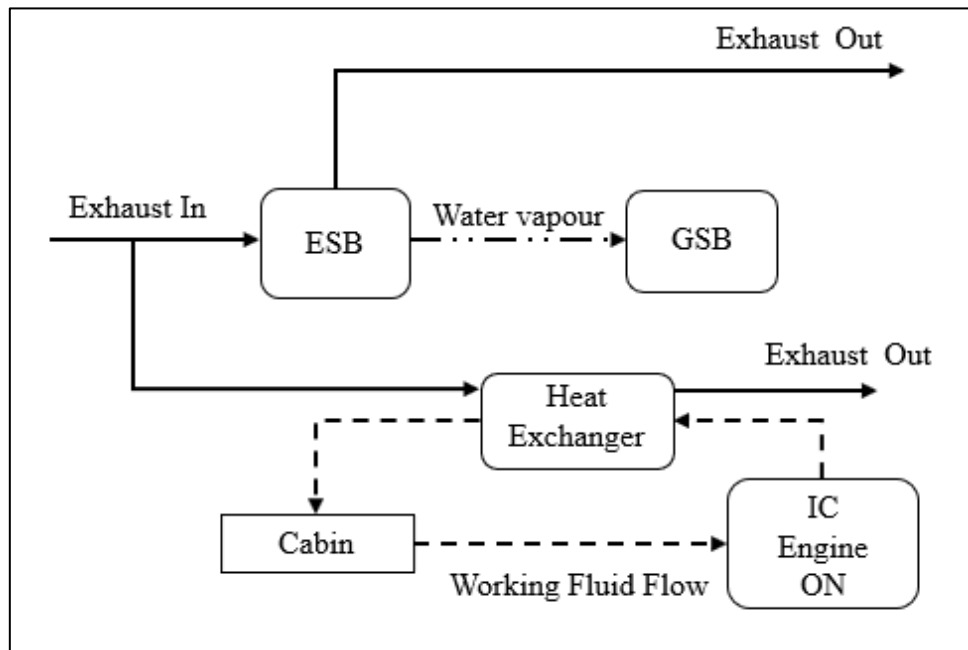 Exhaust Out
Exhaust In
ESB
Water vapour
GSB
Exhaust Out
Heat
Exchanger
Cabin
IC
Engine
ON
Working Fluid Flow